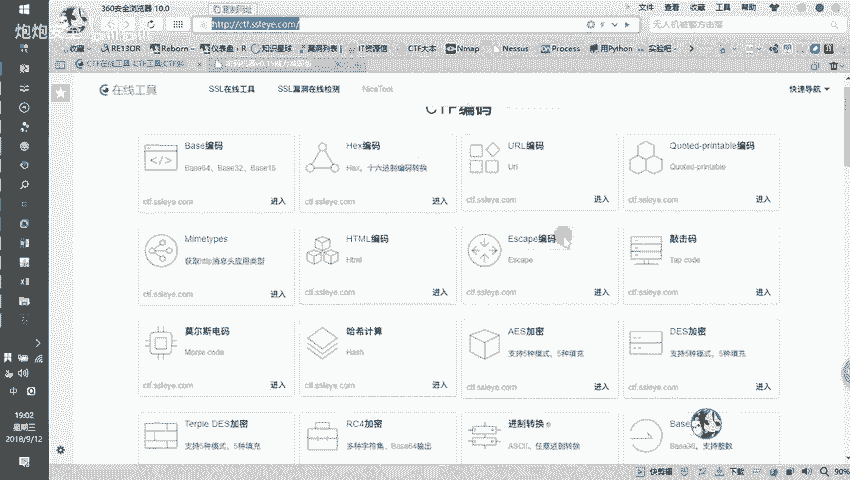 炮炮安全
360安全浏览器 10.0
文件 查看 收藏 工具 帮助
http://ctf.ssleye.com/
无人机被警方击落
收藏 RE130R Reborn 仪表盘 知识星球 漏洞列表 IT资源信 CTF大本 Nmap Nessus Process 用Python 实验吧
CTF在线工具-CTF工具|CTF编
在线工具 SSL在线工具 SSL漏洞在线检测 NiceTool 快速导航
CTF编码
Base编码 Hex编码 URL编码 Quoted-printable编码
Base64、Base32、Base16 Hex、十六进制编码转换 Url Quoted-printable
ctf.ssleye.com 进入 ctf.ssleye.com 进入 ctf.ssleye.com 进入 ctf.ssleye.com 进入
Mimetypes HTML编码 Escape编码 敲击码
获取http消息头应用类型 Html Escape Tap code
ctf.ssleye.com 进入 ctf.ssleye.com 进入 ctf.ssleye.com 进入 ctf.ssleye.com 进入
莫尔斯电码 哈希计算 AES加密 DES加密
Morse code Hash 支持5种模式、5种填充 支持5种模式、5种填充
ctf.ssleye.com 进入 ctf.ssleye.com 进入 ctf.ssleye.com 进入 ctf.ssleye.com 进入
Terple DES加密 RC4加密 进制转换 Base
支持5种模式、5种填充 多种字符集、Base64输出 ASCII、任意进制转换 Base36、支持整数
中
19:02
星期三
2018/9/12
快剪辑 下载 90%